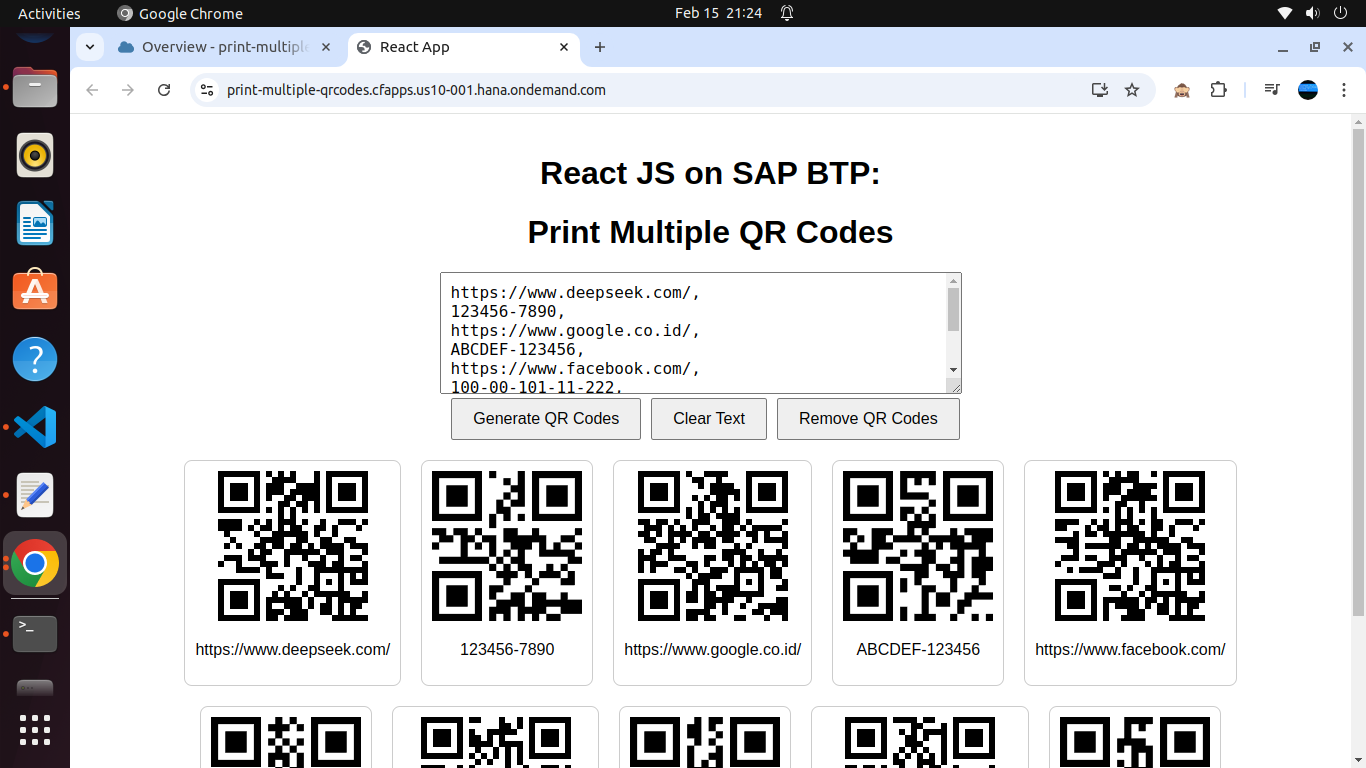 Activities
Google Chrome
Feb 15 21:24
Overview - print-multiple
React App
print-multiple-qrcodes.cfapps.us10-001.hana.ondemand.com
React JS on SAP BTP:
Print Multiple QR Codes
https://www.deepseek.com/,
123456-7890,
https://www.google.co.id/,
ABCDEF-123456,
https://www.facebook.com/,
100-00-101-11-222,
Generate QR Codes
Clear Text
Remove QR Codes
https://www.deepseek.com/
123456-7890
https://www.google.co.id/
ABCDEF-123456
https://www.facebook.com/